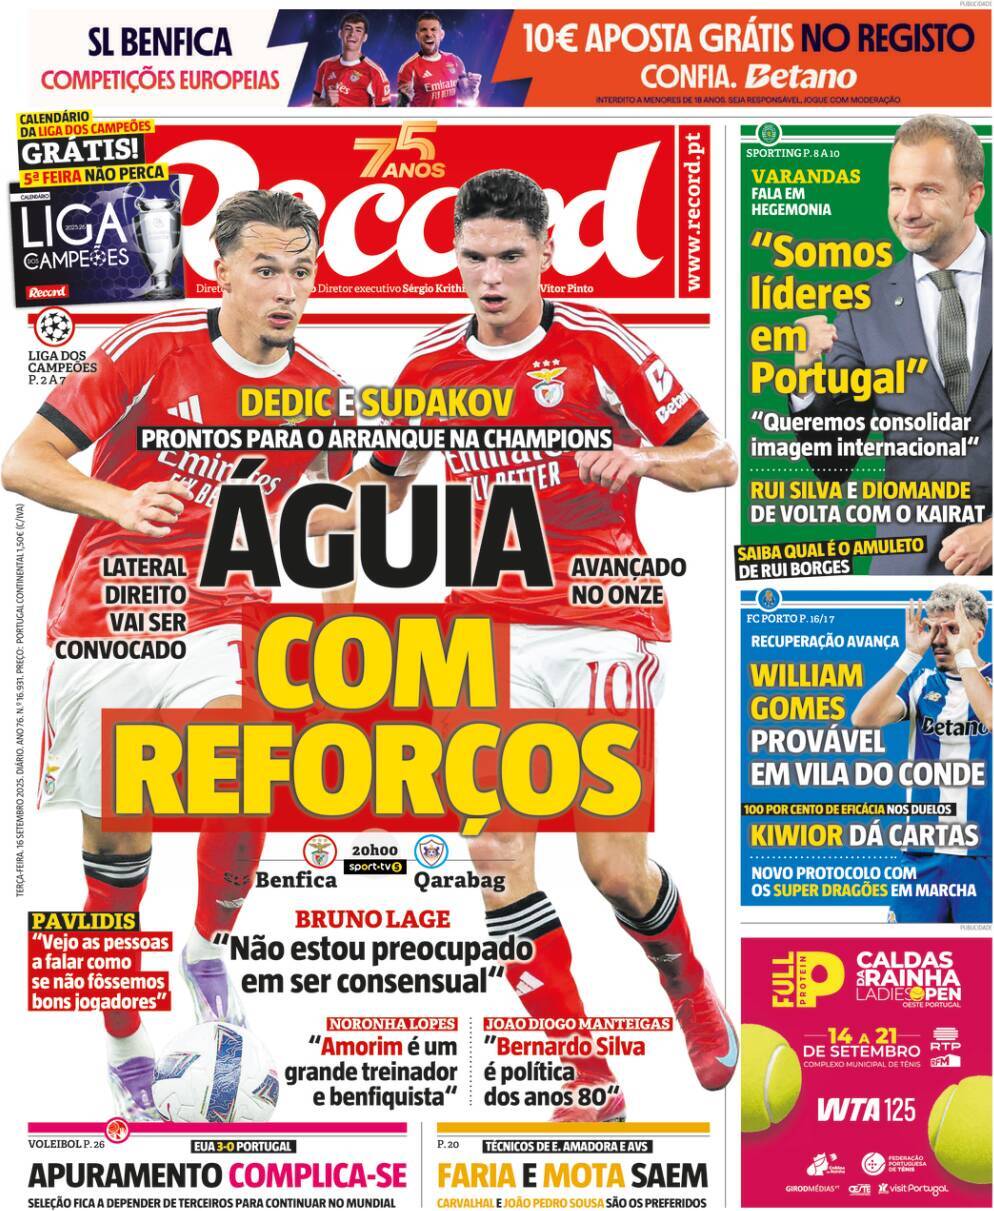 PUBLICIDADE
SL BENFICA
COMPETIÇÕES EUROPEIAS
10€ APOSTA GRÁTIS NO REGISTO
CONFIA. Betano
INTERDITO A MENORES DE 18 ANOS. SEJA RESPONSÁVEL, JOGUE COM MODERAÇÃO.
CALENDÁRIO
DA LIGA DOS CAMPEÕES
GRÁTIS!
5ª FEIRA NÃO PERCA
CALENDÁRIO
LIGA
2025.26
DOS CAMPEÕES
Record
75
ANOS
Record
www.record.pt
Diretor executivo Sérgio Krithinas
Vítor Pinto
LIGA DOS
CAMPEÕES
P. 2 A 7
DEDIC E SUDAKOV
PRONTOS PARA O ARRANQUE NA CHAMPIONS
Emirates
FLY BETTER
Emirates
FLY BETTER
Betano
ÁGUIA
COM
REFORÇOS
LATERAL
DIREITO
VAI SER
CONVOCADO
AVANÇADO
NO ONZE
10
TERÇA-FEIRA. 16 SETEMBRO 2025. DIÁRIO. ANO 76. N.º 16.931. PREÇO: PORTUGAL CONTINENTAL 1,50€ (C/IVA)
20h00
sport·tv5
Benfica
Qarabag
PAVLIDIS
“Vejo as pessoas
a falar como
se não fôssemos
bons jogadores”
BRUNO LAGE
“Não estou preocupado
em ser consensual“
NORONHA LOPES
“Amorim é um
grande treinador
e benfiquista“
JOÃO DIOGO MANTEIGAS
”Bernardo Silva
é política
dos anos 80“
VOLEIBOL P. 26
EUA 3-0 PORTUGAL
APURAMENTO COMPLICA-SE
SELEÇÃO FICA A DEPENDER DE TERCEIROS PARA CONTINUAR NO MUNDIAL
P. 20
TÉCNICOS DE E. AMADORA E AVS
FARIA E MOTA SAEM
CARVALHAL E JOÃO PEDRO SOUSA SÃO OS PREFERIDOS
SPORTING P. 8 A 10
VARANDAS
FALA EM
HEGEMONIA
“Somos
líderes
em
Portugal”
“Queremos consolidar
imagem internacional“
RUI SILVA E DIOMANDE
DE VOLTA COM O KAIRAT
SAIBA QUAL É O AMULETO
DE RUI BORGES
FC PORTO P. 16/17
RECUPERAÇÃO AVANÇA
WILLIAM
GOMES
PROVÁVEL
EM VILA DO CONDE
Betano
100 POR CENTO DE EFICÁCIA NOS DUELOS
KIWIOR DÁ CARTAS
NOVO PROTOCOLO COM
OS SUPER DRAGÕES EM MARCHA
PUBLICIDADE
FULL
PROTEIN
CALDAS
DA RAINHA
LADIES OPEN
OESTE PORTUGAL
14 A 21
DE SETEMBRO
COMPLEXO MUNICIPAL DE TÉNIS
RTP
WTA 125
FEDERAÇÃO
PORTUGUESA
DE TÉNIS
GIRODMÉDIAS
OESTE
visitPortugal